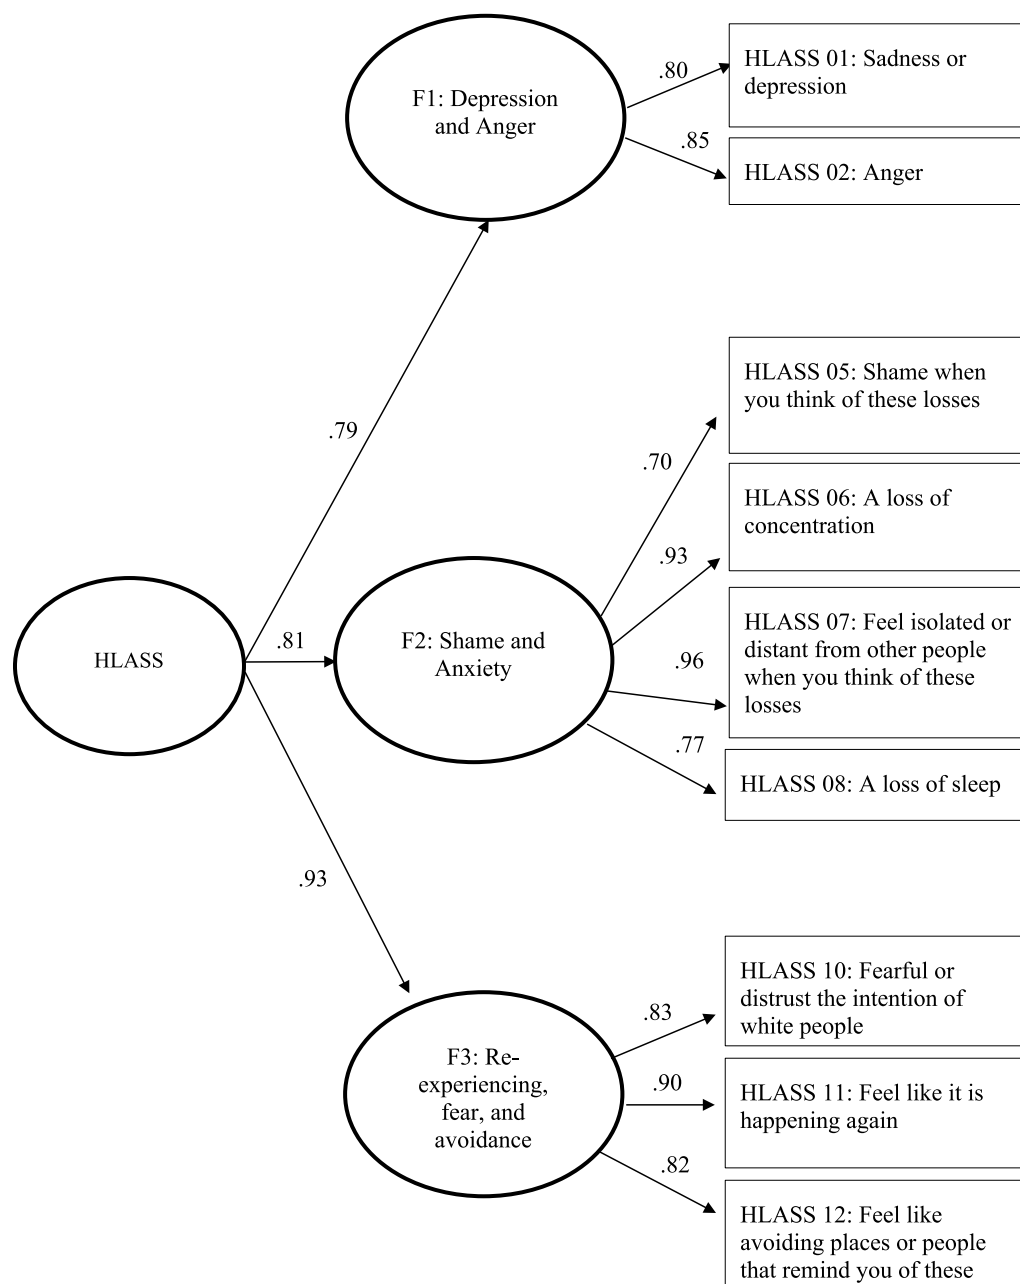 F1: Depression
and Anger
.80
HLASS 01: Sadness or
depression
.85
HLASS 02: Anger
.79
HLASS
.81
F2: Shame and
Anxiety
.70
HLASS 05: Shame when
you think of these losses
.93
HLASS 06: A loss of
concentration
.96
HLASS 07: Feel isolated or
distant from other people
when you think of these
losses
.77
HLASS 08: A loss of sleep
.93
F3: Re-
experiencing,
fear, and
avoidance
.83
HLASS 10: Fearful or
distrust the intention of
white people
.90
HLASS 11: Feel like it is
happening again
.82
HLASS 12: Feel like
avoiding places or people
that remind you of these